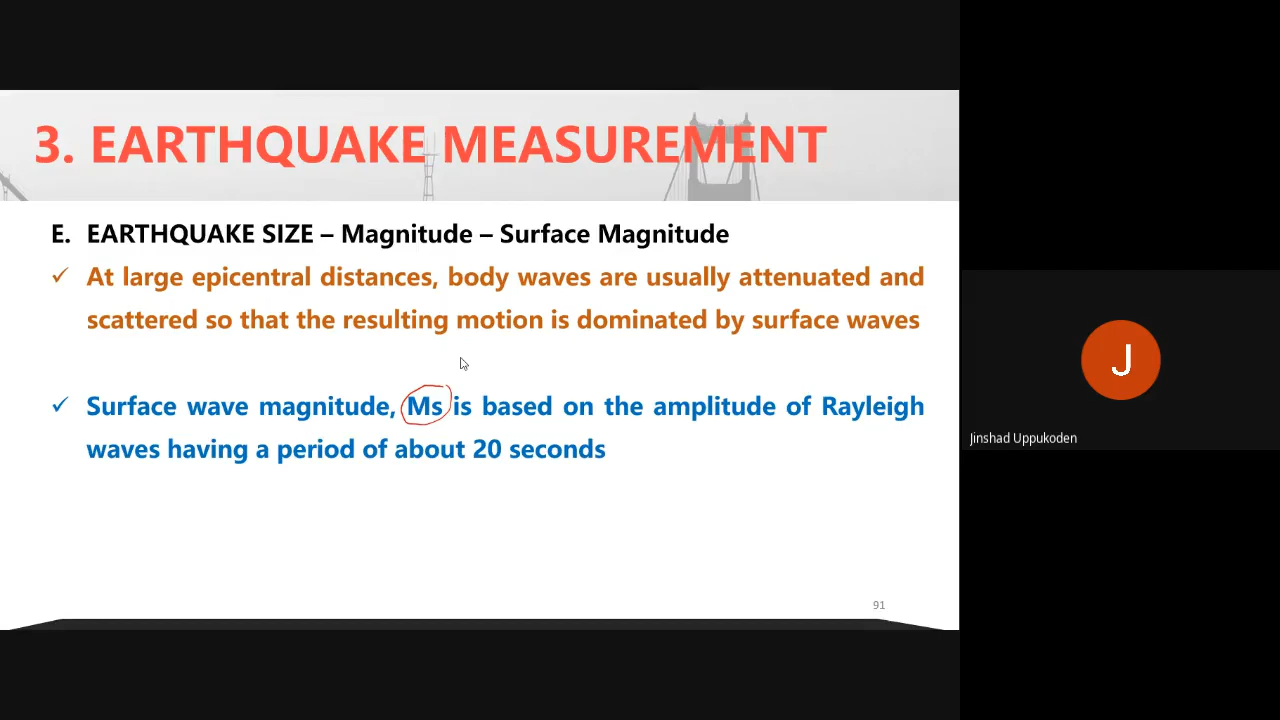 3. EARTHQUAKE MEASUREMENT
E. EARTHQUAKE SIZE – Magnitude – Surface Magnitude
✓ At large epicentral distances, body waves are usually attenuated and
scattered so that the resulting motion is dominated by surface waves
✓ Surface wave magnitude, Ms is based on the amplitude of Rayleigh
waves having a period of about 20 seconds
91
J
Jinshad Uppukoden